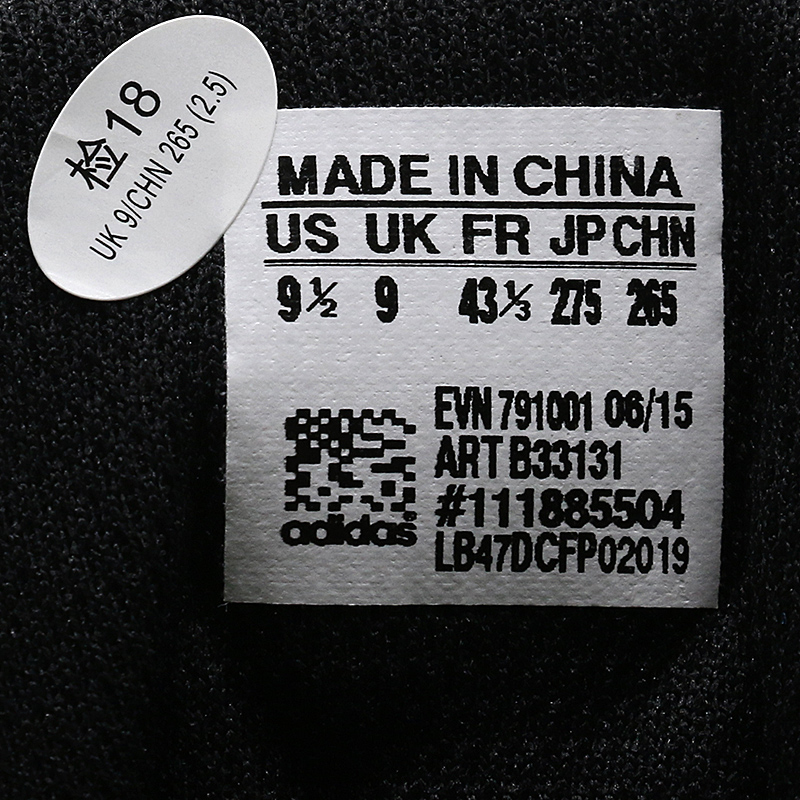 检18
UK 9/CHN 265 (2.5)
MADE IN CHINA
US UK FR JP CHN
9½ 9 43⅓ 275 265
EVN 791001 06/15
ART B33131
#111885504
LB47DCFP02019
adidas